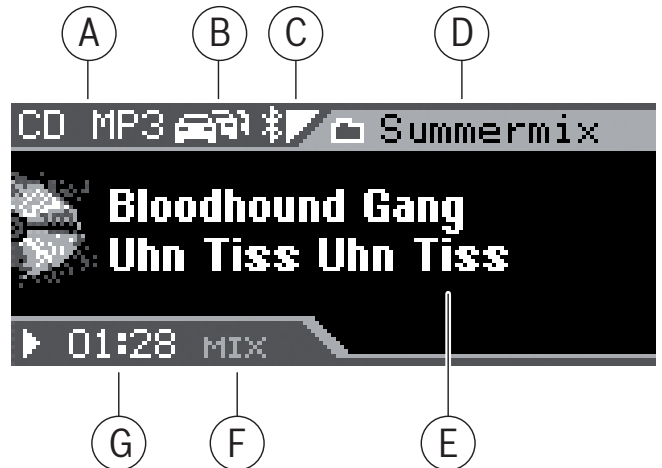 A B C D
CD MP3 Summermix
Bloodhound Gang
Uhn Tiss Uhn Tiss
01:28 MIX
G F E